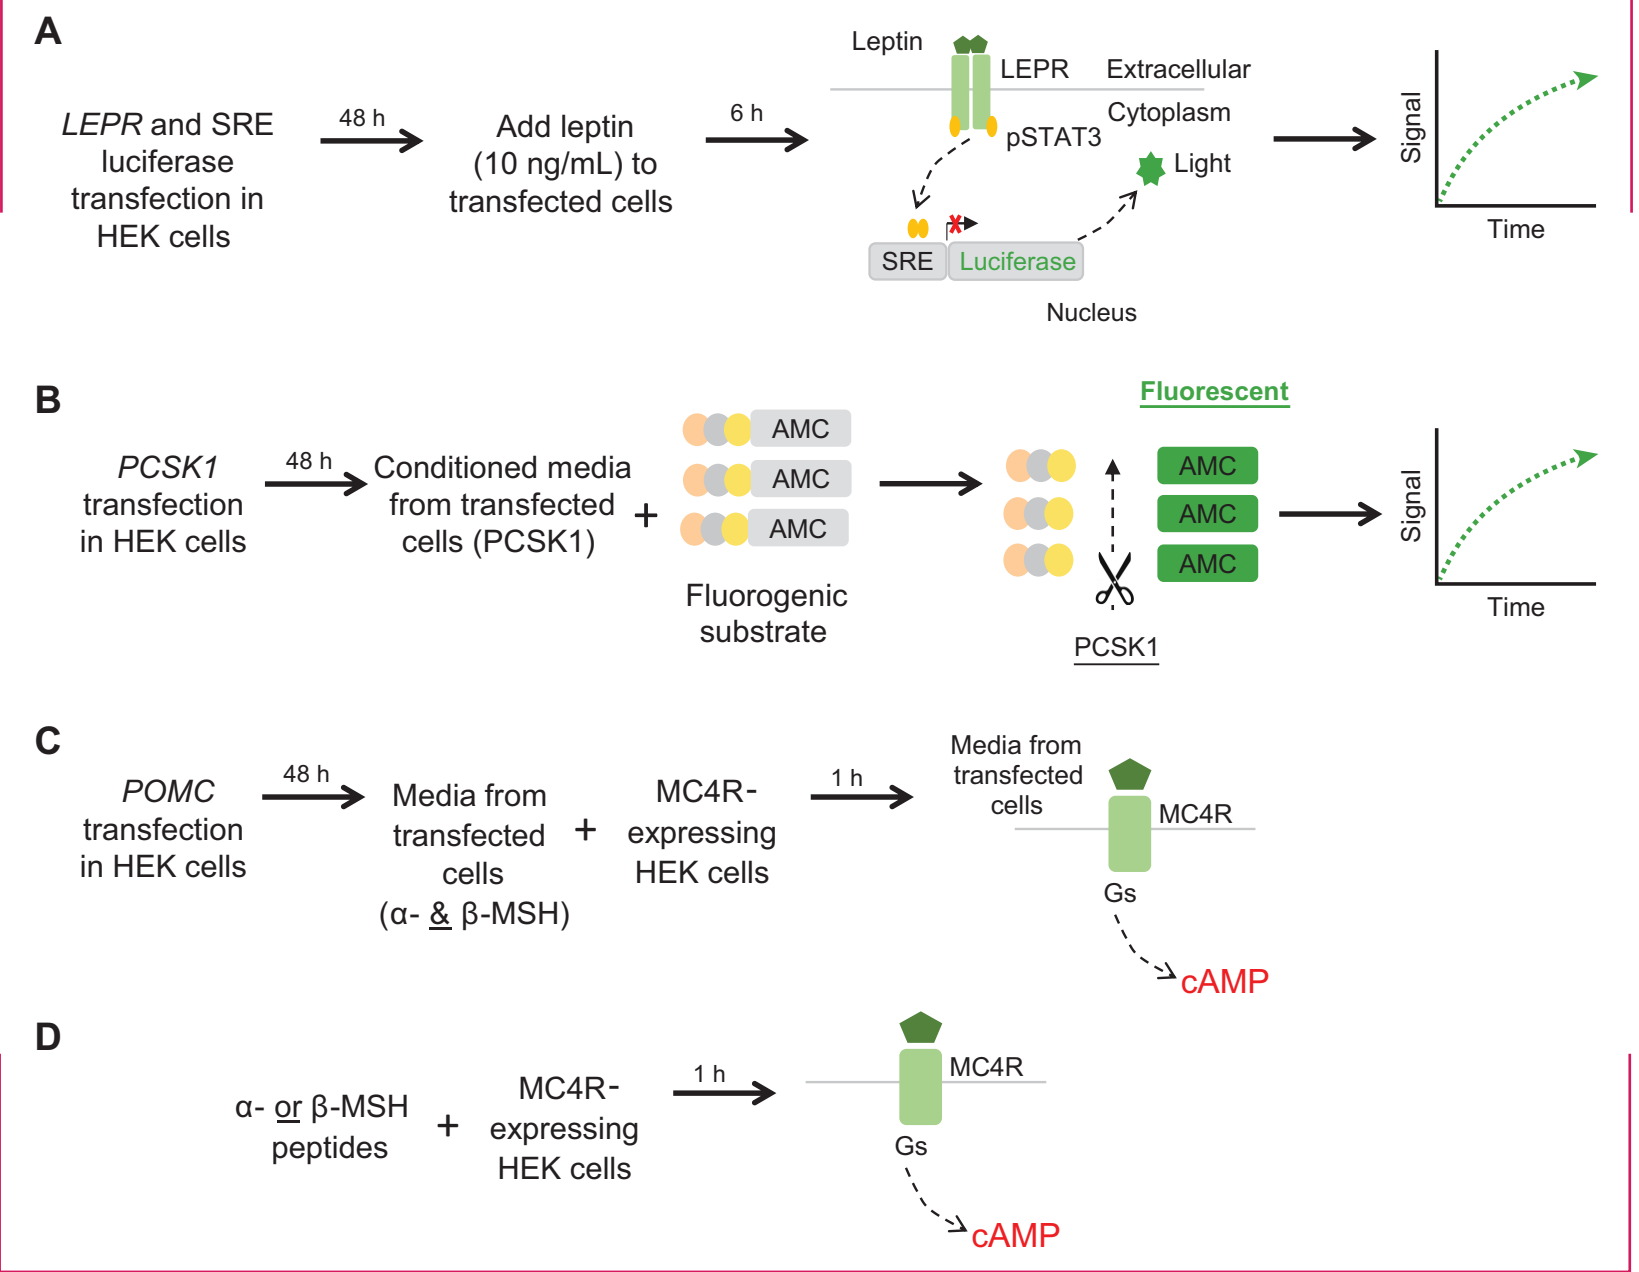 A
LEPR and SRE
luciferase
transfection in
HEK cells
48 h
Add leptin
(10 ng/mL) to
transfected cells
6 h
Leptin
LEPR
Extracellular
Cytoplasm
pSTAT3
Light
SRE
Luciferase
Nucleus
Signal
Time
B
PCSK1
transfection
in HEK cells
48 h
Conditioned media
from transfected
cells (PCSK1)
+
AMC
AMC
AMC
Fluorogenic
substrate
Fluorescent
AMC
AMC
AMC
PCSK1
Signal
Time
C
POMC
transfection
in HEK cells
48 h
Media from
transfected
cells
(α- & β-MSH)
+
MC4R-
expressing
HEK cells
1 h
Media from
transfected
cells
MC4R
Gs
cAMP
D
α- or β-MSH
peptides
+
MC4R-
expressing
HEK cells
1 h
MC4R
Gs
cAMP